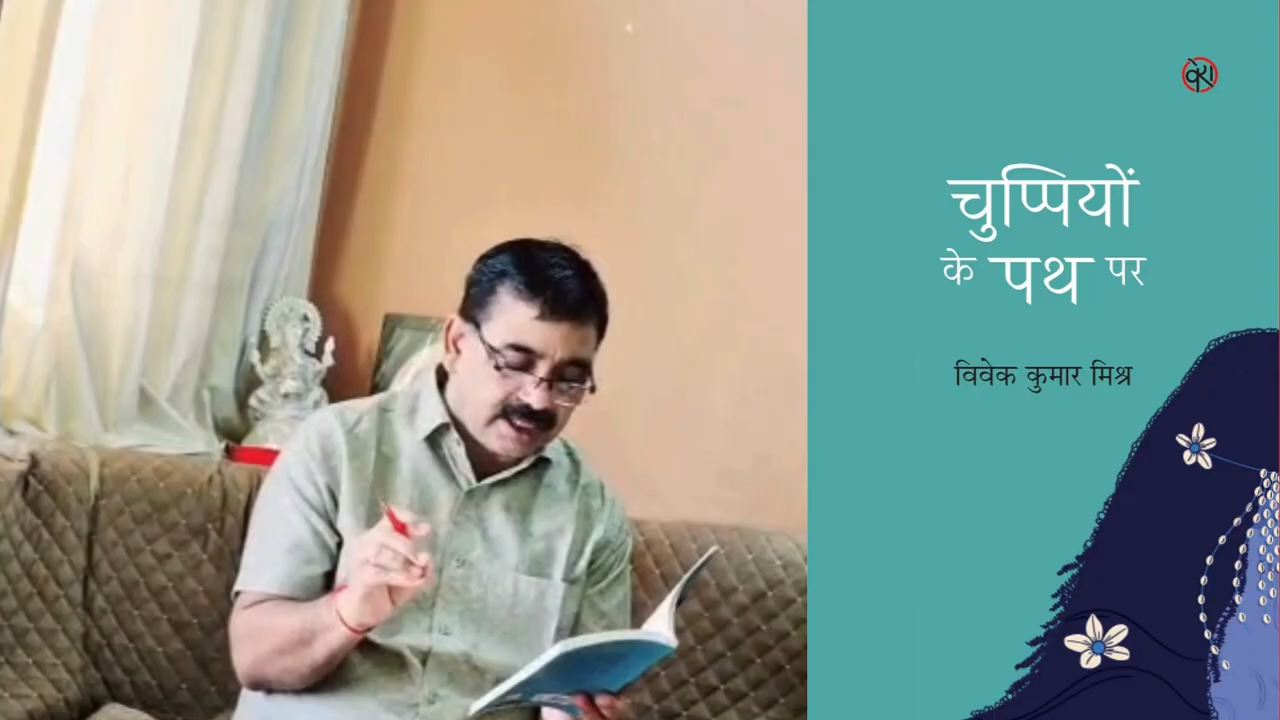 चुप्पियों
के पथ पर
विवेक कुमार मिश्र